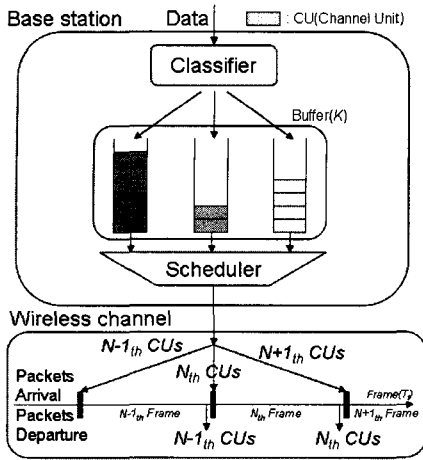 Base station
Data
: CU(Channel Unit)
Classifier
Buffer(K)
Scheduler
Wireless channel
N-1th CUs
Nth CUs
N+1th CUs
Packets
Arrival
Frame(Tf)
Packets
Departure
N-1th Frame
Nth Frame
N+1th Frame
N-1th CUs
Nth CUs